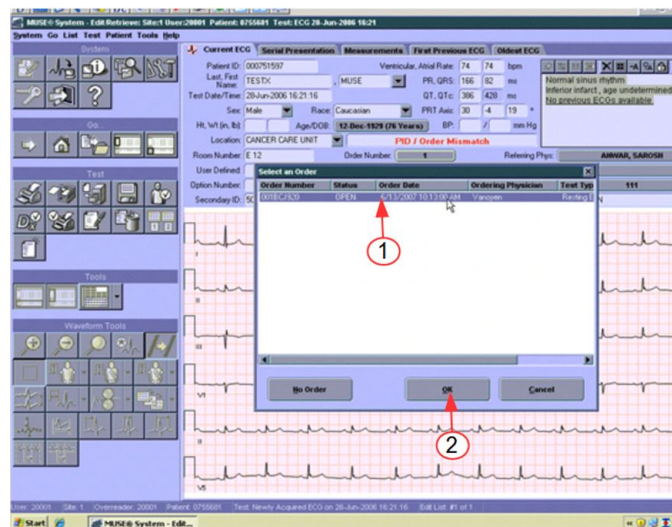 MUSE® System - Edit/Retrieve: Site:1 User:20001 Patient: 0755681 Test: ECG 28-Jun-2006 16:21
System Go List Test Patient Tools Help
System
Go...
Test
Tools
Waveform Tools
Current ECG Serial Presentation Measurements First Previous ECG Oldest ECG
Patient ID: 000751597 Ventricular, Atrial Rate: 74 74 bpm
Last, First Name: TESTX , MUSE PR, QRS: 166 82 ms
Test Date/Time: 28-Jun-2006 16:21:16 QT, QTc: 386 428 ms
Sex: Male Race: Caucasian PRT Axis: 30 -4 19 °
Ht, Wt (in, lb): Age/DOB: 12-Dec-1929 (76 Years) BP: / mm Hg
Location: CANCER CARE UNIT PID / Order Mismatch
Room Number: E 12 Order Number: 1 Referring Phys: ANWAR, SAROSH
User Defined
Option Number: 111
Secondary ID:
Normal sinus rhythm
Inferior infarct , age undetermined
No previous ECGs available
Select an Order
Order Number Status Order Date Ordering Physician Test Typ
OPEN 6/13/2007 10:13:00 AM Vanoyen Resting E
1
No Order OK Cancel
2
I
II
III
V1
II
V5
User: 20001 Site: 1 Overreader: 20001 Patient: 0755681 Test: Newly Acquired ECG on 28-Jun-2006 16:21:16 Edit List: #1 of 1
Start MUSE® System - Edit...